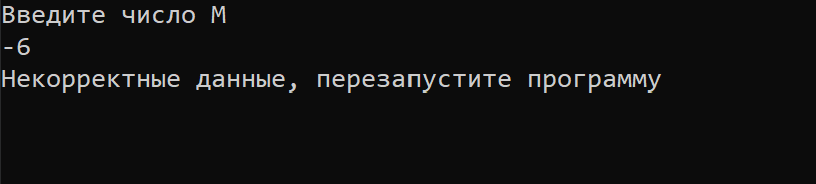 Введите число M
-6
Некорректные данные, перезапустите программу